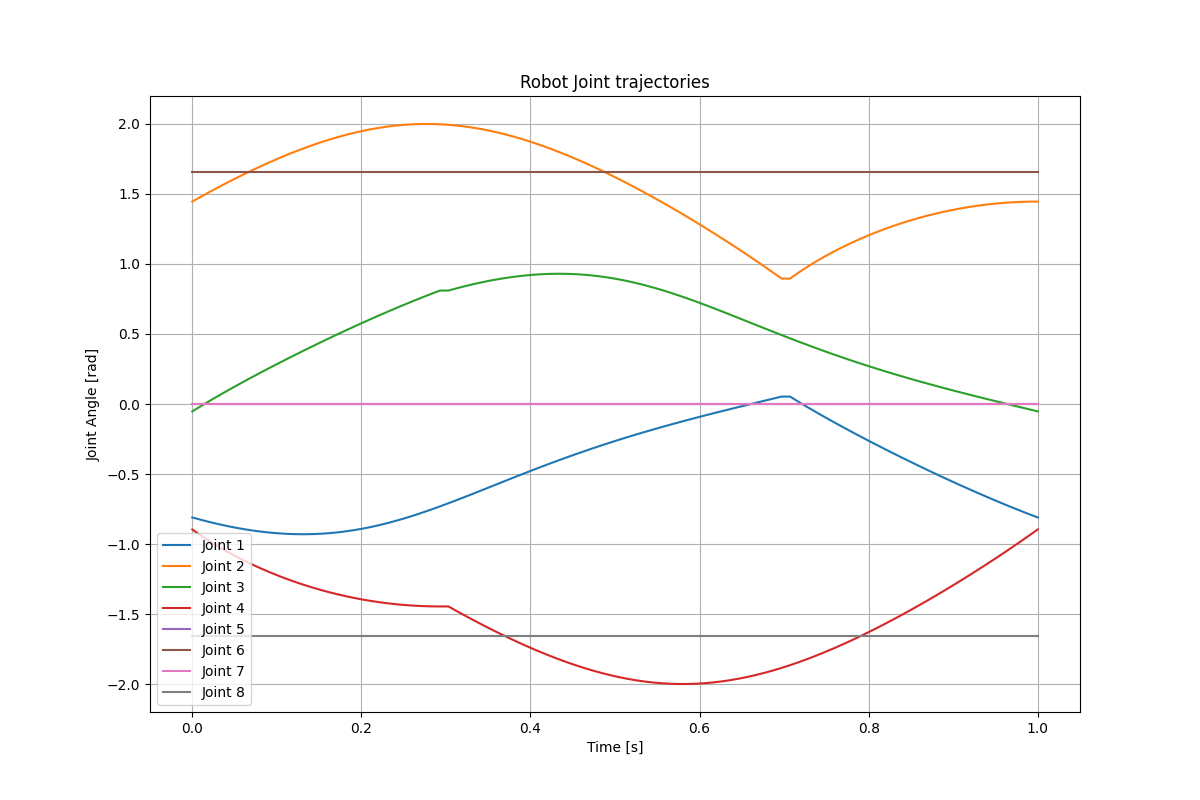 Robot Joint trajectories
Joint Angle [rad]
2.0
1.5
1.0
0.5
0.0
−0.5
−1.0
−1.5
−2.0
Joint 1
Joint 2
Joint 3
Joint 4
Joint 5
Joint 6
Joint 7
Joint 8
0.0 0.2 0.4 0.6 0.8 1.0
Time [s]